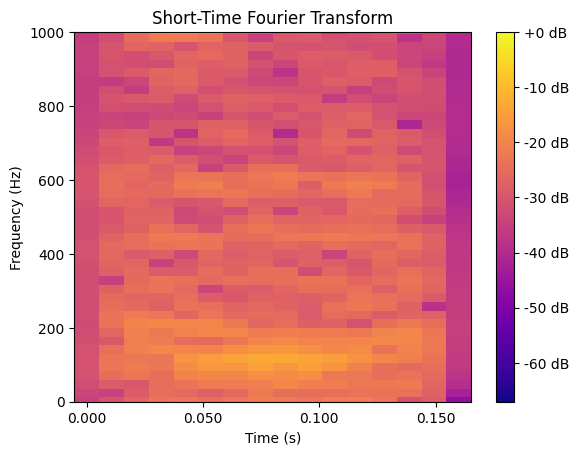 Short-Time Fourier Transform
Frequency (Hz)
1000
800
600
400
200
0
0.000
0.050
0.100
0.150
Time (s)
+0 dB
-10 dB
-20 dB
-30 dB
-40 dB
-50 dB
-60 dB